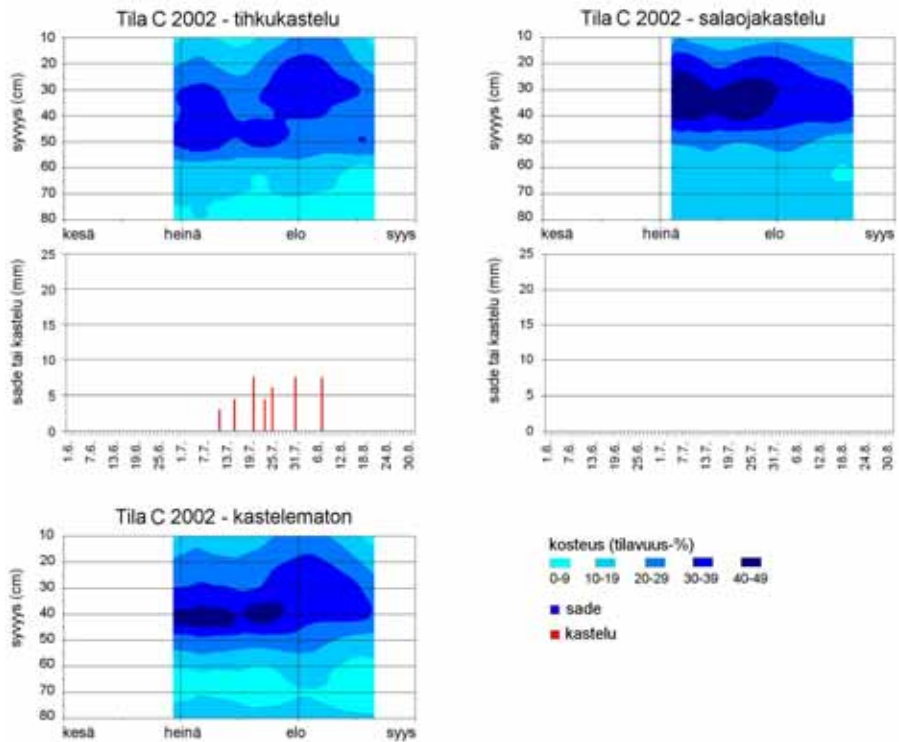 Tila C 2002 - tihkukastelu
syvyys (cm)
10
20
30
40
50
60
70
80
kesä heinä elo syys
Tila C 2002 - salaojakastelu
syvyys (cm)
10
20
30
40
50
60
70
80
kesä heinä elo syys
sade tai kastelu (mm)
25
20
15
10
5
0
1.6. 7.6. 13.6. 19.6. 25.6. 1.7. 7.7. 13.7. 19.7. 25.7. 31.7. 6.8. 12.8. 18.8. 24.8. 30.8.
sade tai kastelu (mm)
25
20
15
10
5
0
1.6. 7.6. 13.6. 19.6. 25.6. 1.7. 7.7. 13.7. 19.7. 25.7. 31.7. 6.8. 12.8. 18.8. 24.8. 30.8.
Tila C 2002 - kastelematon
syvyys (cm)
10
20
30
40
50
60
70
80
kesä heinä elo syys
kosteus (tilavuus-%)
0-9 10-19 20-29 30-39 40-49
sade
kastelu